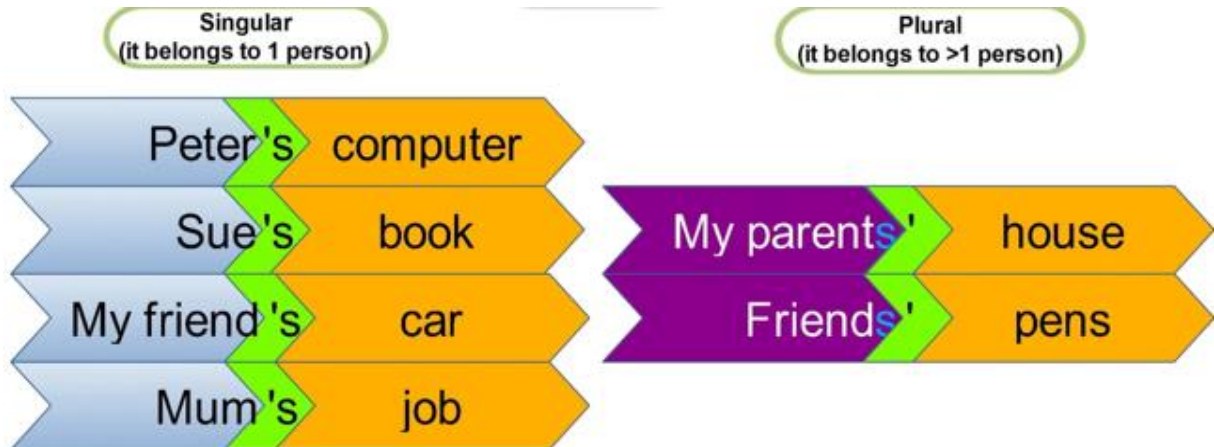 Singular
(it belongs to 1 person)
Peter's computer
Sue's book
My friend's car
Mum's job
Plural
(it belongs to >1 person)
My parents' house
Friends' pens